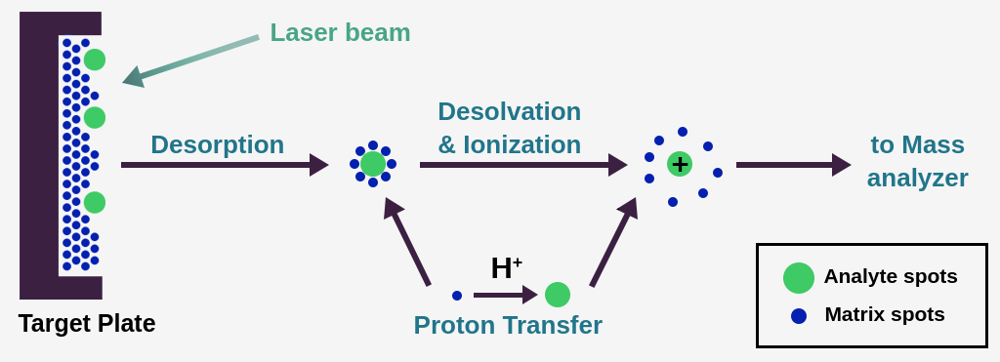 Laser beam
Desorption
Desolvation
& Ionization
+
to Mass
analyzer
H⁺
Proton Transfer
Target Plate
Analyte spots
Matrix spots